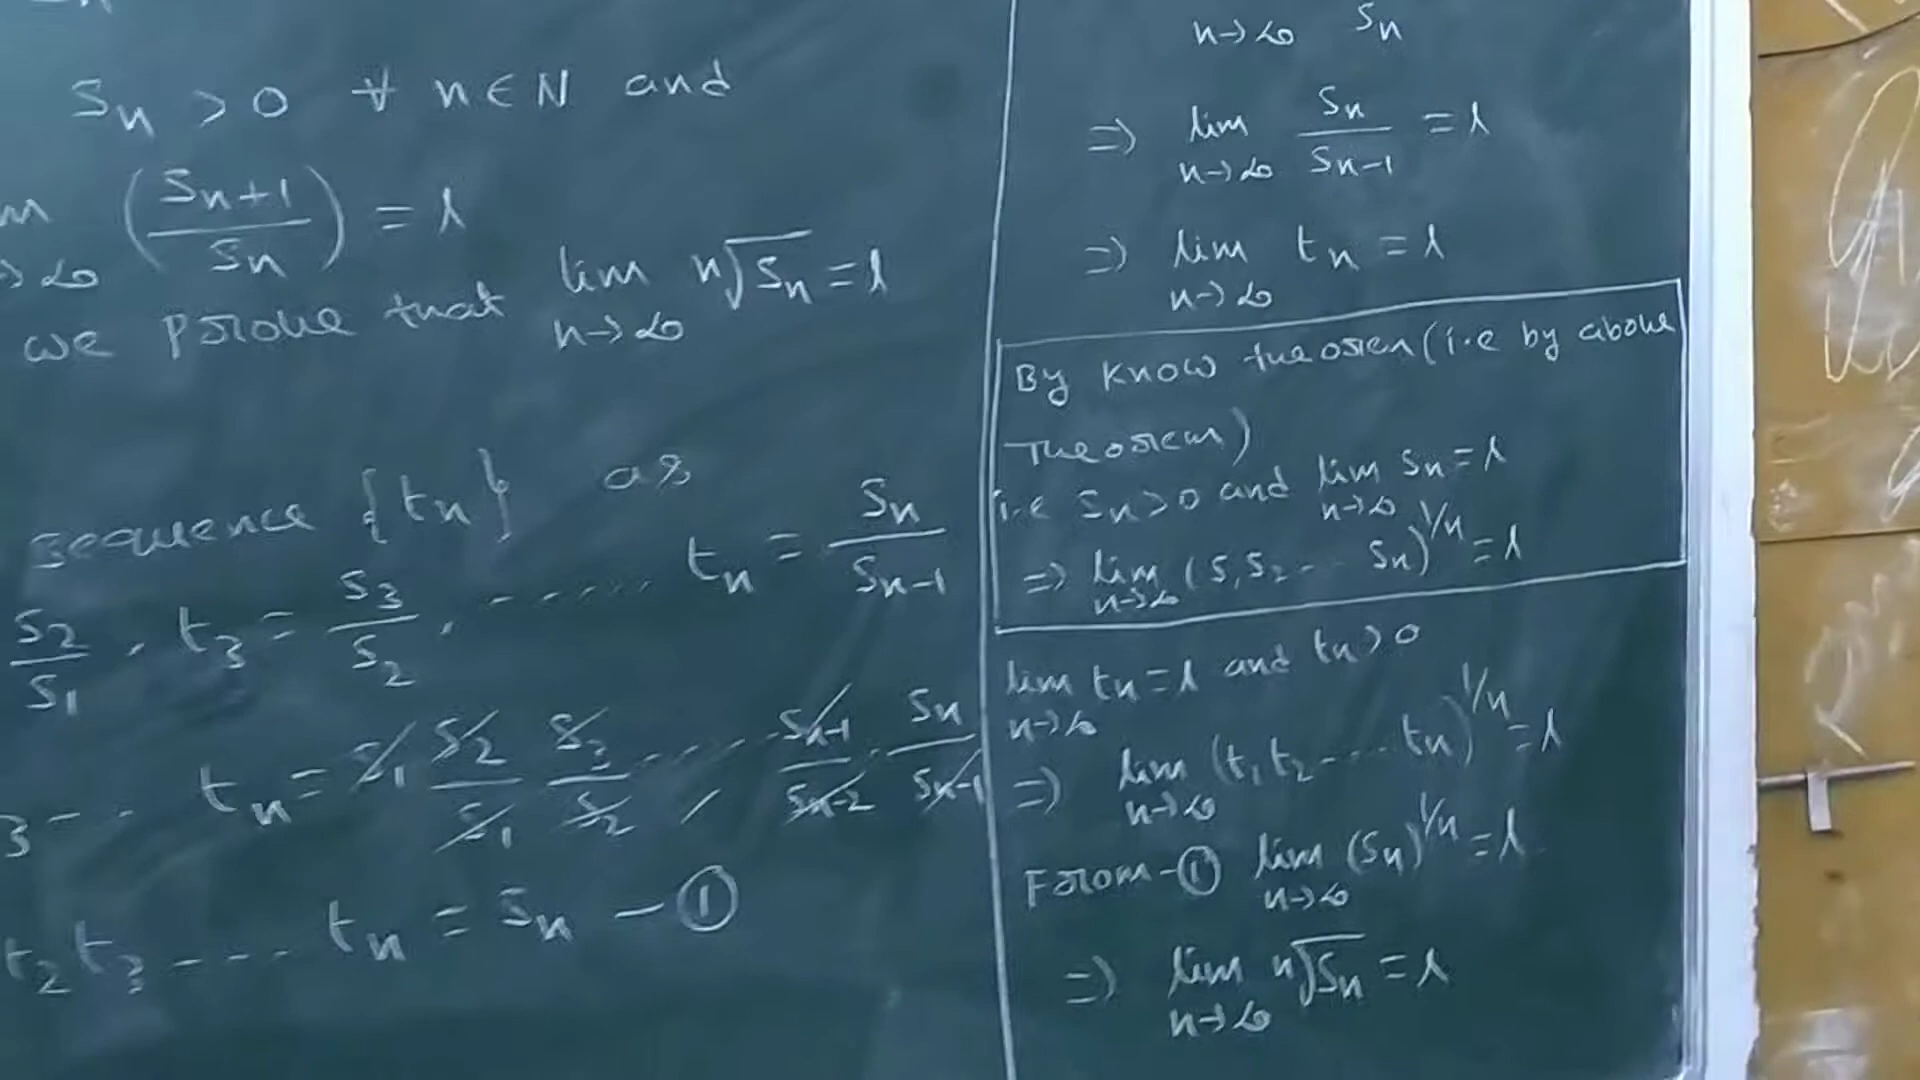 Sn > 0 ∀ n ∈ N and
(Sn+1 / Sn) = l
→ ∞
we prove that lim n→∞ n√Sn = l
sequence {tn} as
S2/S1 , t3 = S3/S2 , ........ tn = Sn/Sn-1
3 -- .. tn = S1 S2/S1 S3/S2 ....... Sn-1/Sn-2 . Sn/Sn-1
t2 t3 ---.... tn = Sn — ①
n→∞ Sn
⇒ lim n→∞ Sn/Sn-1 = l
⇒ lim n→∞ tn = l
By know theorem (i.e by above
Theorem)
i.e Sn > 0 and lim n→∞ Sn = l
⇒ lim n→∞ (S1 S2 -... Sn)^1/n = l
lim n→∞ tn = l and tn > 0
⇒ lim n→∞ (t1 t2 ---.. tn)^1/n = l
From - ① lim n→∞ (Sn)^1/n = l
⇒ lim n→∞ n√Sn = l